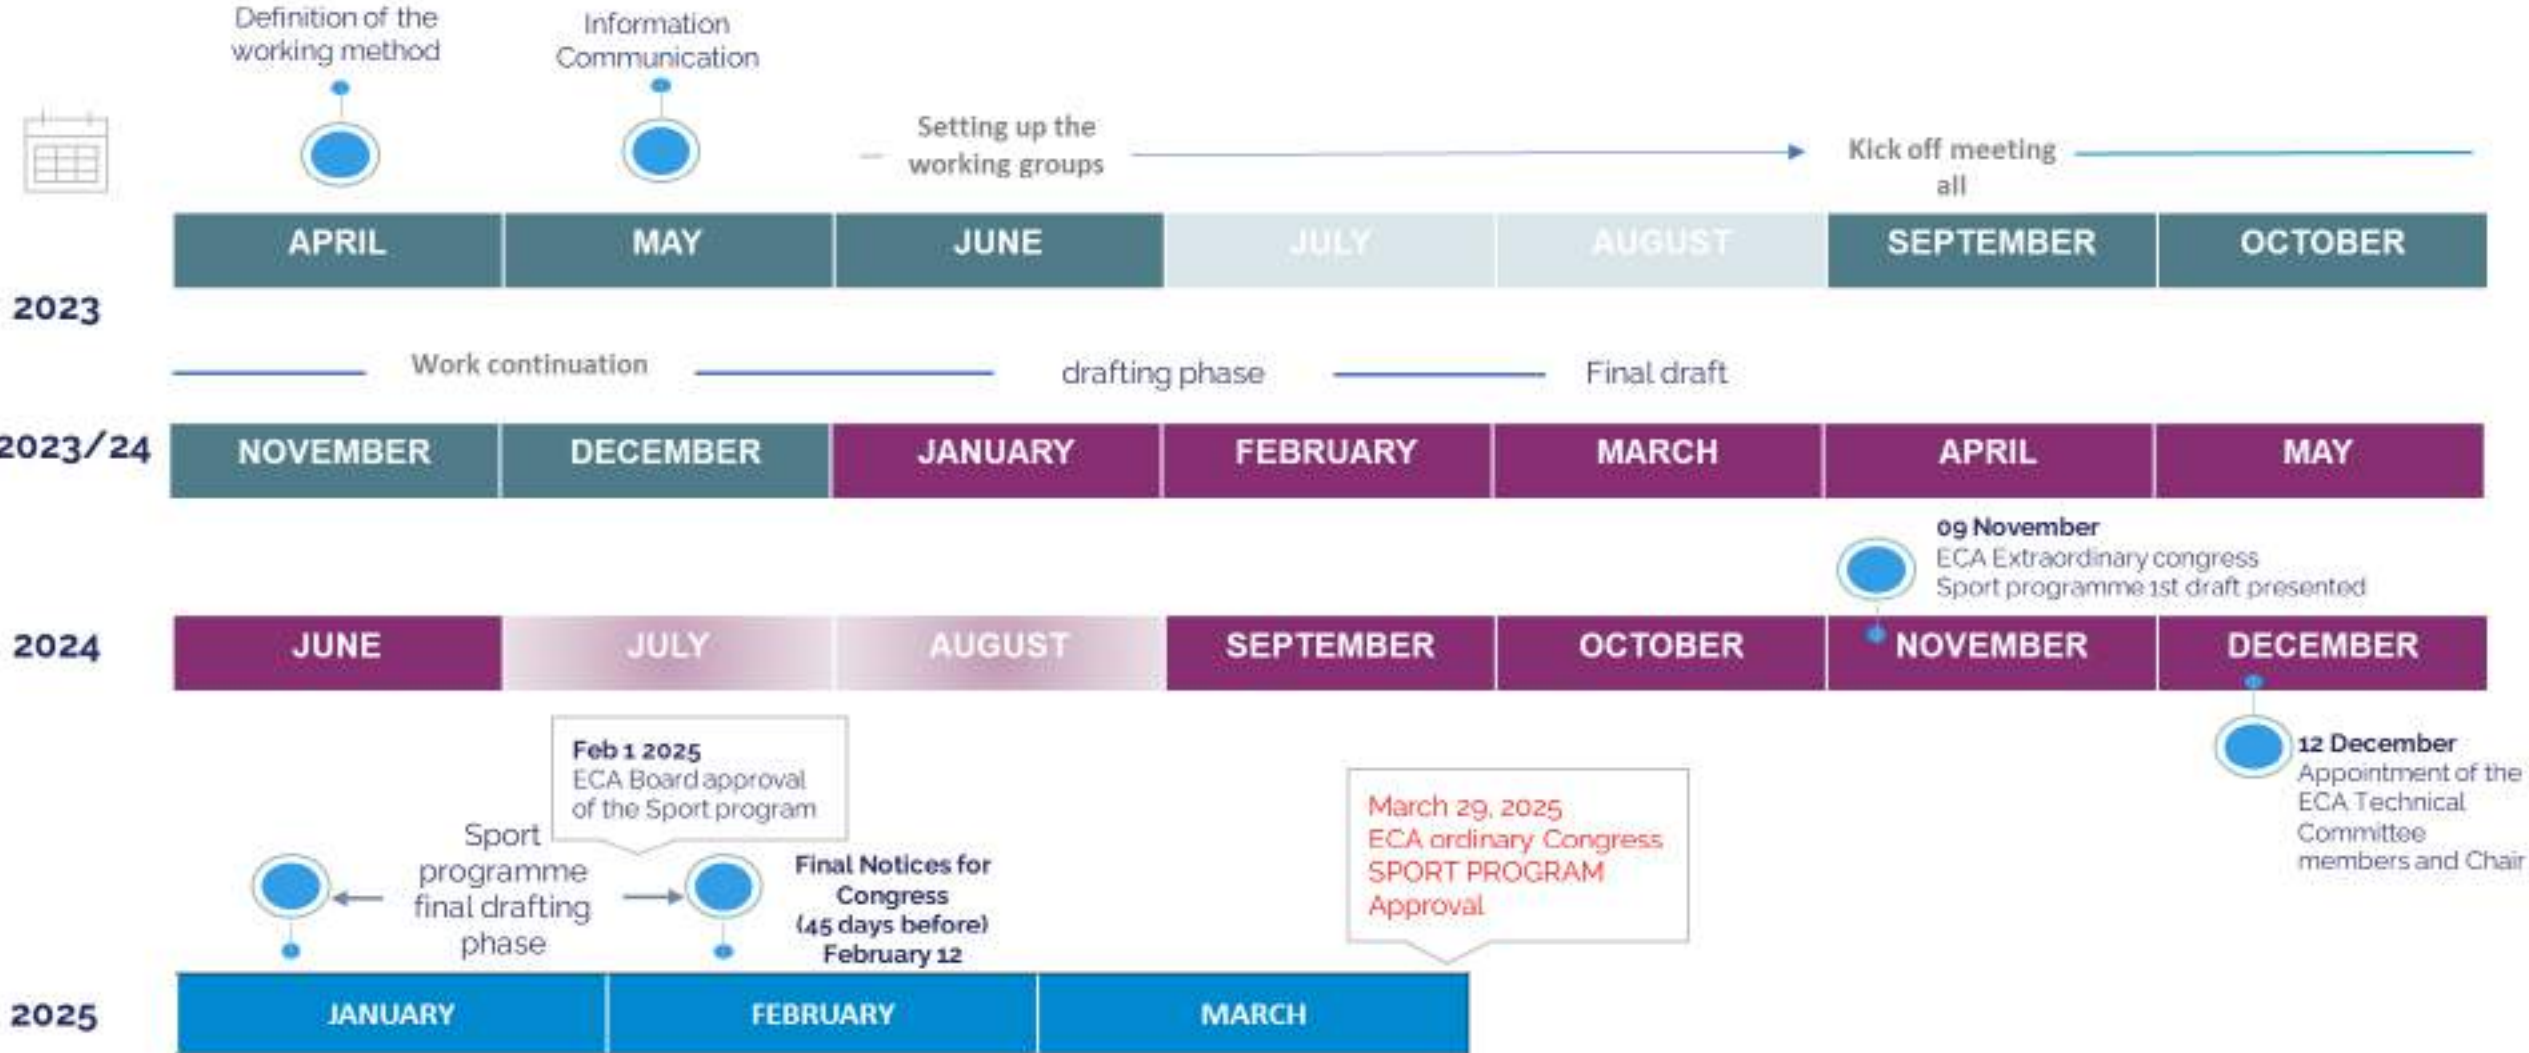 Definition of the
working method
Information
Communication
Setting up the
working groups
Kick off meeting
all
APRIL
MAY
JUNE
JULY
AUGUST
SEPTEMBER
OCTOBER
2023
Work continuation
drafting phase
Final draft
2023/24
NOVEMBER
DECEMBER
JANUARY
FEBRUARY
MARCH
APRIL
MAY
09 November
ECA Extraordinary congress
Sport programme 1st draft presented
2024
JUNE
JULY
AUGUST
SEPTEMBER
OCTOBER
NOVEMBER
DECEMBER
12 December
Appointment of the
ECA Technical
Committee
members and Chair
Feb 1 2025
ECA Board approval
of the Sport program
Sport
programme
final drafting
phase
Final Notices for
Congress
(45 days before)
February 12
March 29, 2025
ECA ordinary Congress
SPORT PROGRAM
Approval
2025
JANUARY
FEBRUARY
MARCH